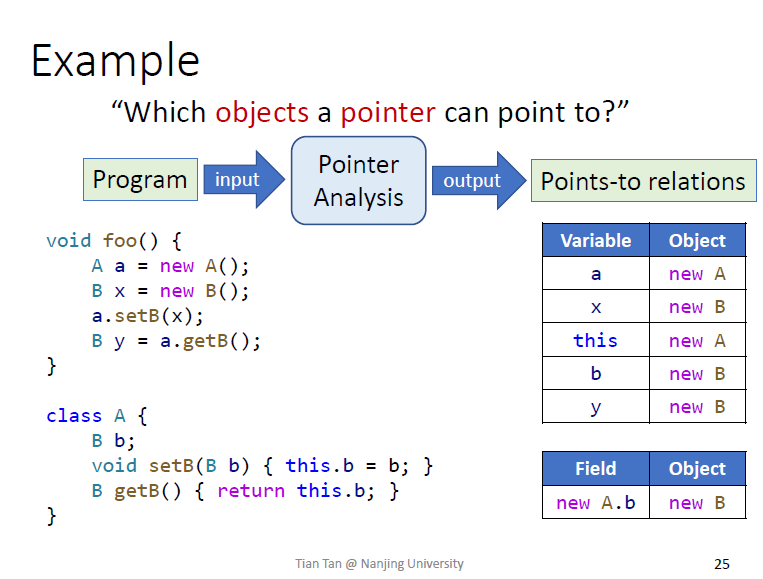 Example
“Which objects a pointer can point to?”
Program
input
Pointer
Analysis
output
Points-to relations
void foo() {
    A a = new A();
    B x = new B();
    a.setB(x);
    B y = a.getB();
}
class A {
    B b;
    void setB(B b) { this.b = b; }
    B getB() { return this.b; }
}
Variable Object
a new A
x new B
this new A
b new B
y new B
Field Object
new A.b new B
Tian Tan @ Nanjing University
25